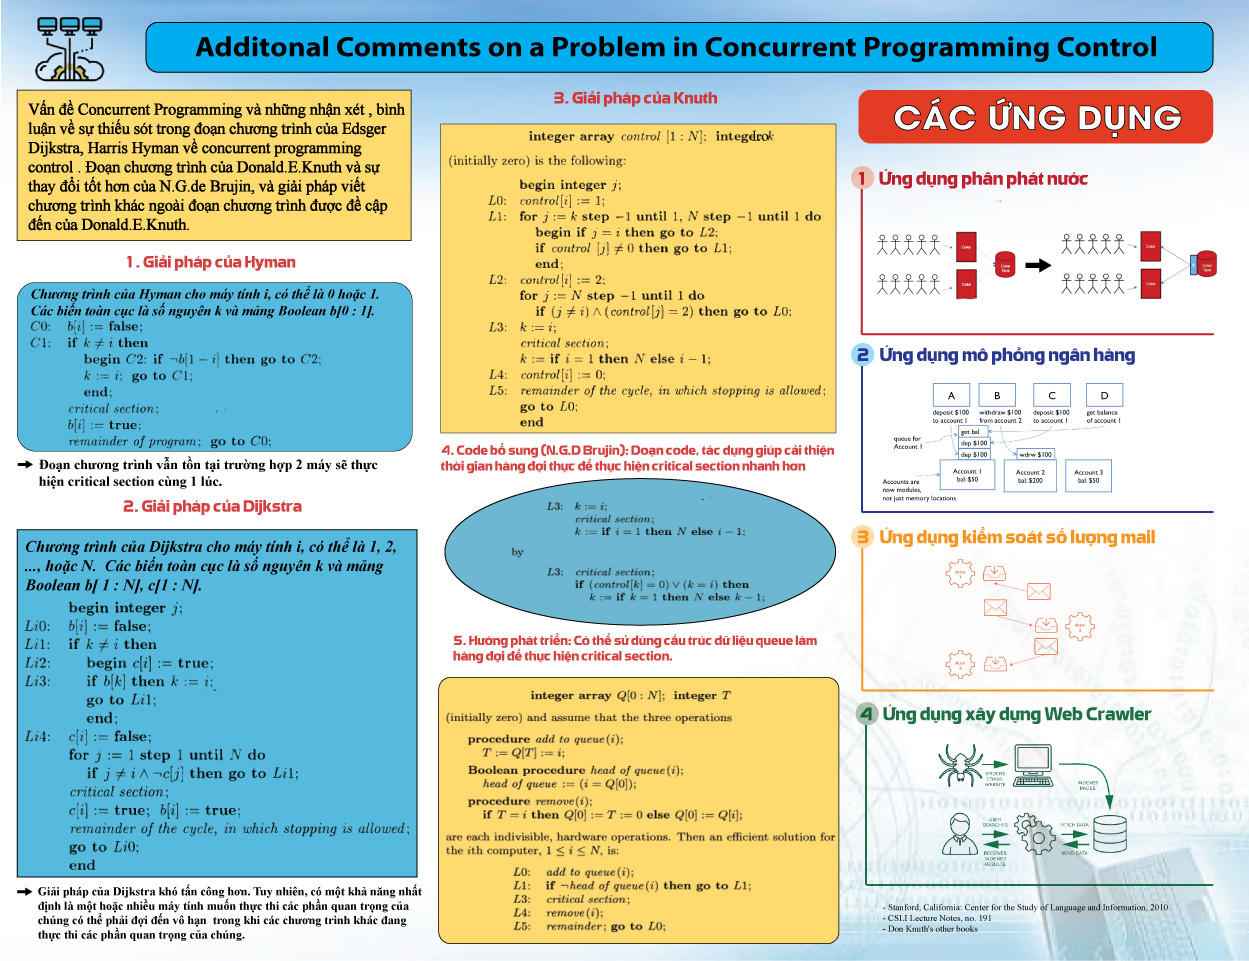 Additonal Comments on a Problem in Concurrent Programming Control
Vấn đề Concurrent Programming và những nhận xét , bình
luận về sự thiếu sót trong đoạn chương trình của Edsger
Dijkstra, Harris Hyman về concurrent programming
control . Đoạn chương trình của Donald.E.Knuth và sự
thay đổi tốt hơn của N.G.de Brujin, và giải pháp viết
chương trình khác ngoài đoạn chương trình được đề cập
đến của Donald.E.Knuth.
1. Giải pháp của Hyman
Chương trình của Hyman cho máy tính i, có thể là 0 hoặc 1.
Các biến toàn cục là số nguyên k và mảng Boolean b[0 : 1].
C0: b[i] := false;
C1: if k ≠ i then
begin C2: if ¬b[1 − i] then go to C2;
k := i; go to C1;
end;
critical section;
b[i] := true;
remainder of program; go to C0;
→ Đoạn chương trình vẫn tồn tại trường hợp 2 máy sẽ thực
hiện critical section cùng 1 lúc.
2. Giải pháp của Dijkstra
Chương trình của Dijkstra cho máy tính i, có thể là 1, 2,
..., hoặc N. Các biến toàn cục là số nguyên k và mảng
Boolean b[ 1 : N], c[1 : N].
begin integer j;
Li0: b[i] := false;
Li1: if k ≠ i then
Li2: begin c[i] := true;
Li3: if b[k] then k := i;
go to Li1;
end;
Li4: c[i] := false;
for j := 1 step 1 until N do
if j ≠ i ∧ ¬c[j] then go to Li1;
critical section;
c[i] := true; b[i] := true;
remainder of the cycle, in which stopping is allowed;
go to Li0;
end
→ Giải pháp của Dijkstra khó tấn công hơn. Tuy nhiên, có một khả năng nhất
định là một hoặc nhiều máy tính muốn thực thi các phần quan trọng của
chúng có thể phải đợi đến vô hạn trong khi các chương trình khác đang
thực thi các phần quan trọng của chúng.
3. Giải pháp của Knuth
integer array control [1 : N]; integer k
(initially zero) is the following:
begin integer j;
L0: control[i] := 1;
L1: for j := k step −1 until 1, N step −1 until 1 do
begin if j = i then go to L2;
if control [j] ≠ 0 then go to L1;
end;
L2: control[i] := 2;
for j := N step −1 until 1 do
if (j ≠ i) ∧ (control[j] = 2) then go to L0;
L3: k := i;
critical section;
k := if i = 1 then N else i − 1;
L4: control[i] := 0;
L5: remainder of the cycle, in which stopping is allowed;
go to L0;
end
4. Code bổ sung (N.G.D Brujin): Đoạn code, tác dụng giúp cải thiện
thời gian hàng đợi thực để thực hiện critical section nhanh hơn
L3: k := i;
critical section;
k := if i = 1 then N else i − 1;
by
L3: critical section;
if (control[k] = 0) ∨ (k = i) then
k := if k = 1 then N else k − 1;
5. Hướng phát triển: Có thể sử dùng cấu trúc dữ liệu queue làm
hàng đợi để thực hiện critical section.
integer array Q[0 : N]; integer T
(initially zero) and assume that the three operations
procedure add to queue(i);
T := Q[T] := i;
Boolean procedure head of queue(i);
head of queue := (i = Q[0]);
procedure remove(i);
if T = i then Q[0] := T := 0 else Q[0] := Q[i];
are each indivisible, hardware operations. Then an efficient solution for
the ith computer, 1 ≤ i ≤ N, is:
L0: add to queue(i);
L1: if ¬head of queue(i) then go to L1;
L3: critical section;
L4: remove(i);
L5: remainder; go to L0;
CÁC ỨNG DỤNG
1 Ứng dụng phân phát nước
Coke
Coke
Coke Tank
Coke
Coke
Coke Tank
2 Ứng dụng mô phỏng ngân hàng
A B C D
deposit $100 withdraw $100 deposit $100 get balance
to account 1 from account 2 to account 1 of account 1
queue for
Account 1
get bal
dep $100
dep $100 wdrw $100
Account 1 Account 2 Account 3
bal: $50 bal: $200 bal: $50
Accounts are
now modules,
not just memory locations
3 Ứng dụng kiểm soát số lượng mail
4 Ứng dụng xây dựng Web Crawler
SPIDERS
CRAWL
WEBSITE
INDEXES
PAGES
USER
SEARCHES
FETCH DATA
RECEIVES
INDEXED
RESULTS
SEND DATA
- Stanford, California: Center for the Study of Language and Information, 2010
- CSLI Lecture Notes, no. 191
- Don Knuth's other books